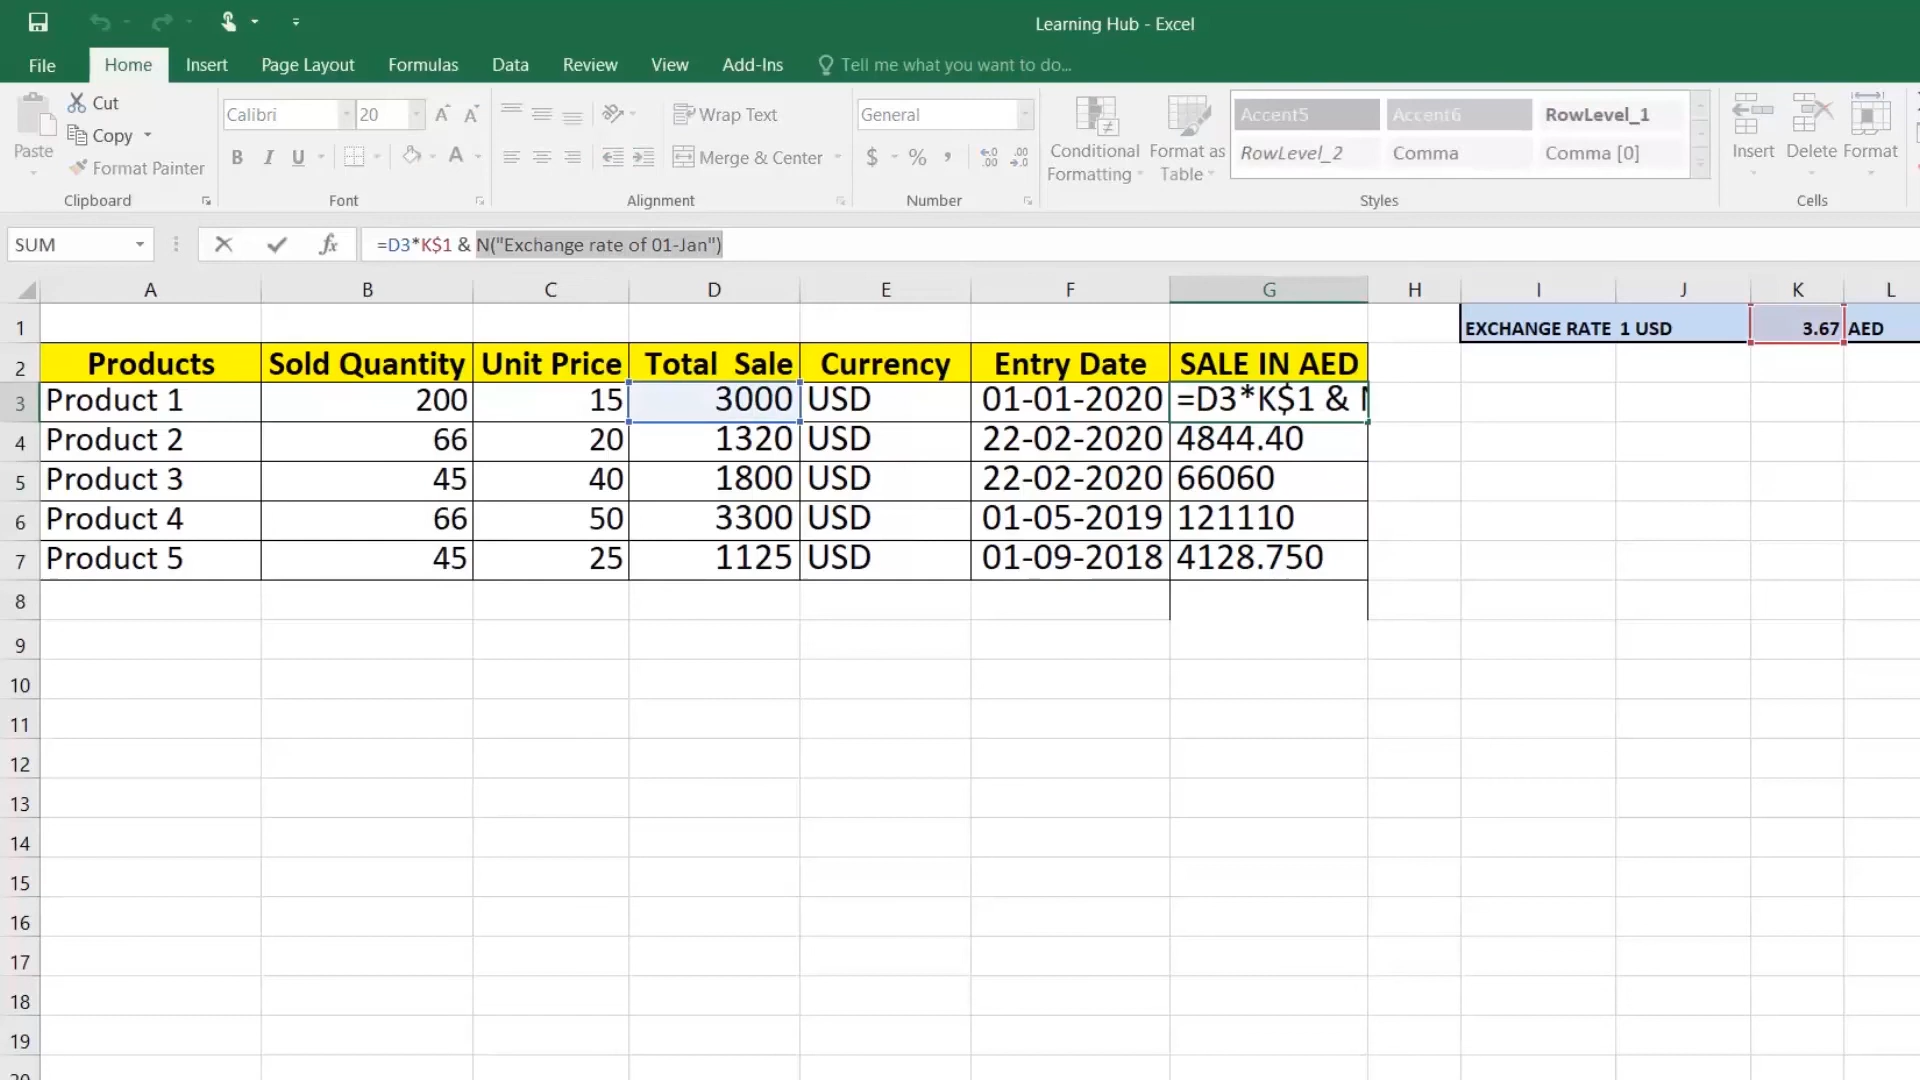 Learning Hub - Excel
File Home Insert Page Layout Formulas Data Review View Add-Ins Tell me what you want to do...
Paste
Cut
Copy
Format Painter
Clipboard
Calibri 20
B I U A
Font
Wrap Text
Merge & Center
Alignment
General
$ % ,
Number
Conditional Formatting
Format as Table
Accent5 Accent6 RowLevel_1
RowLevel_2 Comma Comma [0]
Styles
Insert Delete Format
Cells
SUM fx =D3*K$1 & N("Exchange rate of 01-Jan")
A B C D E F G H I J K L
1 EXCHANGE RATE 1 USD 3.67 AED
2 Products Sold Quantity Unit Price Total Sale Currency Entry Date SALE IN AED
3 Product 1 200 15 3000 USD 01-01-2020 =D3*K$1 &
4 Product 2 66 20 1320 USD 22-02-2020 4844.40
5 Product 3 45 40 1800 USD 22-02-2020 66060
6 Product 4 66 50 3300 USD 01-05-2019 121110
7 Product 5 45 25 1125 USD 01-09-2018 4128.750
8
9
10
11
12
13
14
15
16
17
18
19